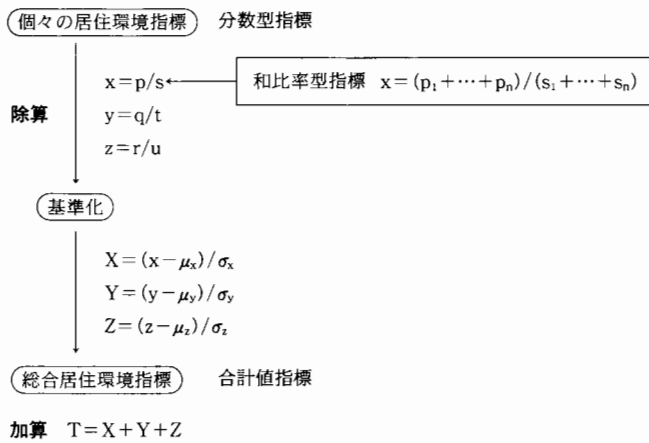 個々の居住環境指標 分数型指標
x=p/s 和比率型指標 x=(p₁+…+pₙ)/(s₁+…+sₙ)
除算 y=q/t
z=r/u
基準化
X=(x−μₓ)/σₓ
Y=(y−μᵧ)/σᵧ
Z=(z−μ_z)/σ_z
総合居住環境指標 合計値指標
加算 T=X+Y+Z